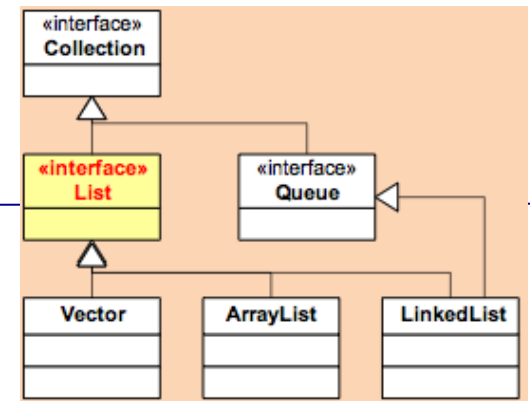 «interface»
Collection
«interface»
List
«interface»
Queue
Vector
ArrayList
LinkedList